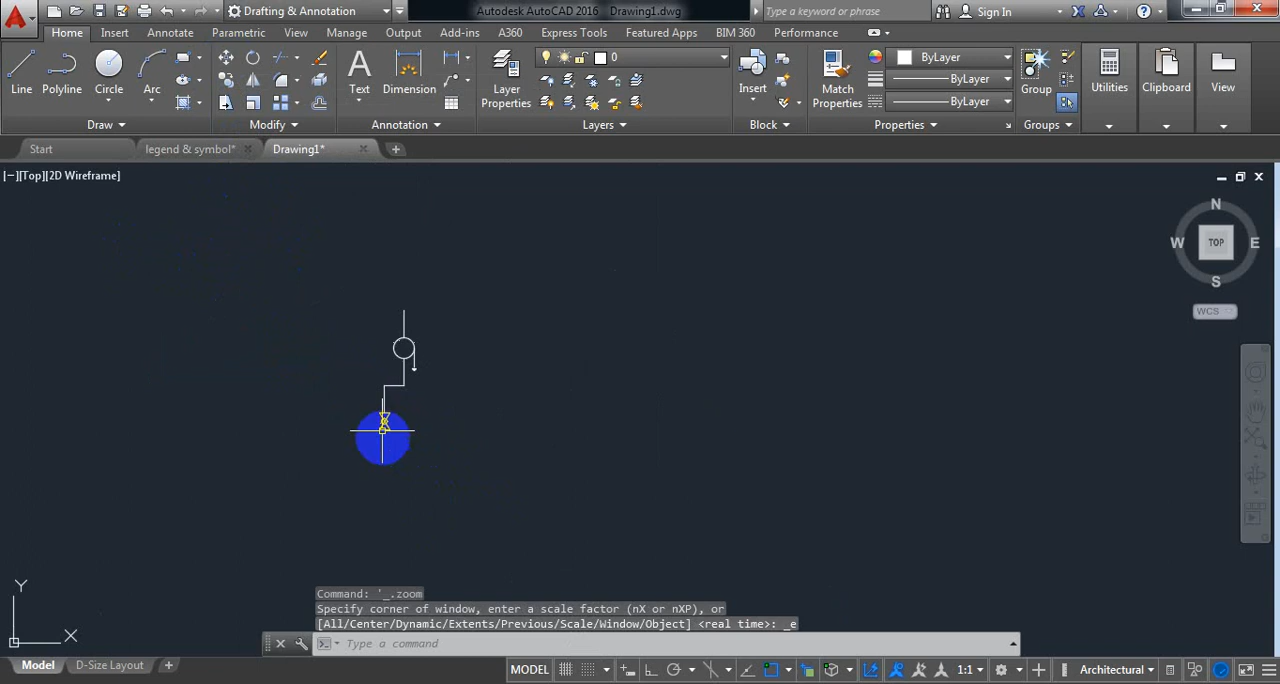 Drafting & Annotation
Autodesk AutoCAD 2016 Drawing1.dwg
Type a keyword or phrase
Sign In
Home Insert Annotate Parametric View Manage Output Add-ins A360 Express Tools Featured Apps BIM 360 Performance
Line Polyline Circle Arc
Draw
Modify
Text Dimension
Annotation
Layer Properties
0
Layers
Insert
Block
Match Properties
ByLayer
ByLayer
ByLayer
Properties
Group
Groups
Utilities
Clipboard
View
Start legend & symbol* Drawing1*
[−][Top][2D Wireframe]
N
W TOP E
S
WCS
Y
X
Command: '_.zoom
Specify corner of window, enter a scale factor (nX or nXP), or
[All/Center/Dynamic/Extents/Previous/Scale/Window/Object] <real time>: _e
Type a command
Model D-Size Layout
MODEL 1:1 Architectural